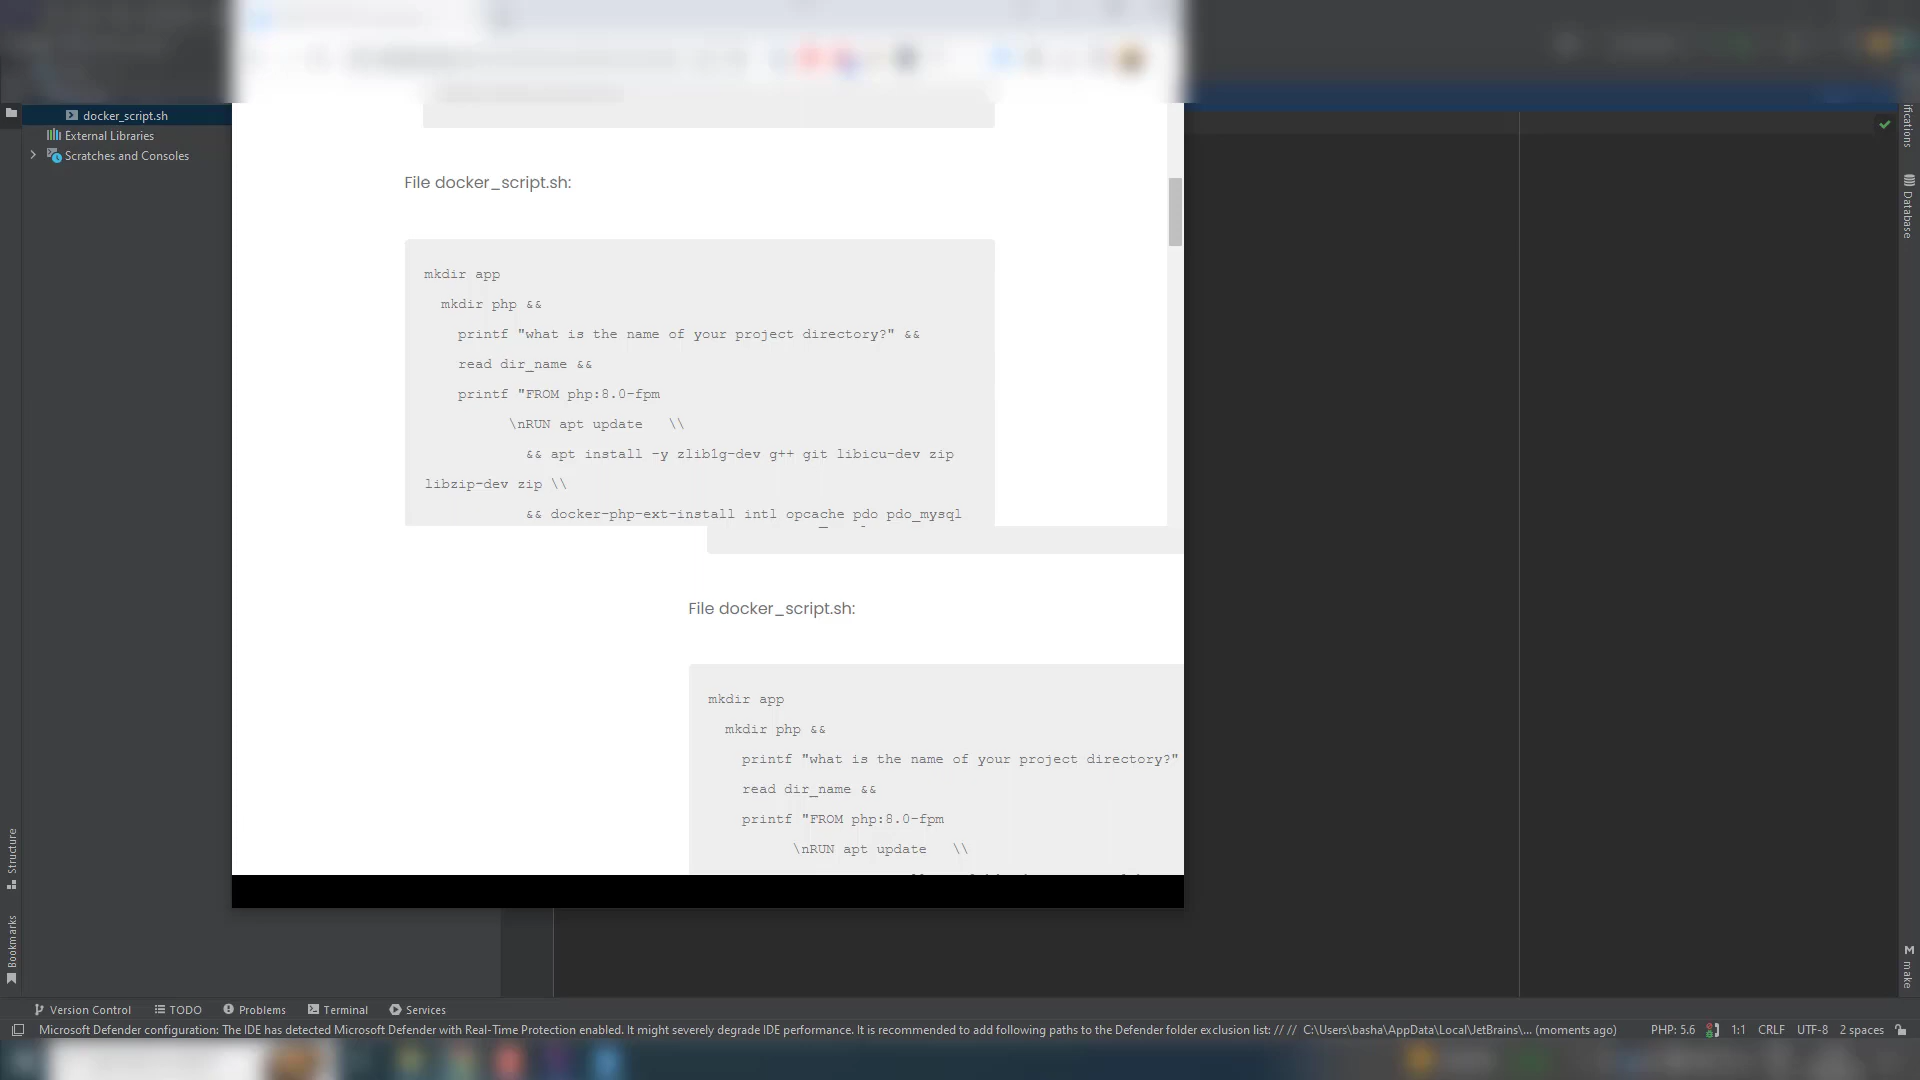 docker_script.sh
External Libraries
Scratches and Consoles
File docker_script.sh:
mkdir app
mkdir php &&
printf "what is the name of your project directory?" &&
read dir_name &&
printf "FROM php:8.0-fpm
\nRUN apt update \\
&& apt install -y zlib1g-dev g++ git libicu-dev zip
libzip-dev zip \\
&& docker-php-ext-install intl opcache pdo pdo_mysql
File docker_script.sh:
mkdir app
mkdir php &&
printf "what is the name of your project directory?"
read dir_name &&
printf "FROM php:8.0-fpm
\nRUN apt update \\
Database
make
Structure
Bookmarks
Version Control
TODO
Problems
Terminal
Services
Microsoft Defender configuration: The IDE has detected Microsoft Defender with Real-Time Protection enabled. It might severely degrade IDE performance. It is recommended to add following paths to the Defender folder exclusion list: // // C:\Users\basha\AppData\Local\JetBrains\... (moments ago)
PHP: 5.6
1:1
CRLF
UTF-8
2 spaces